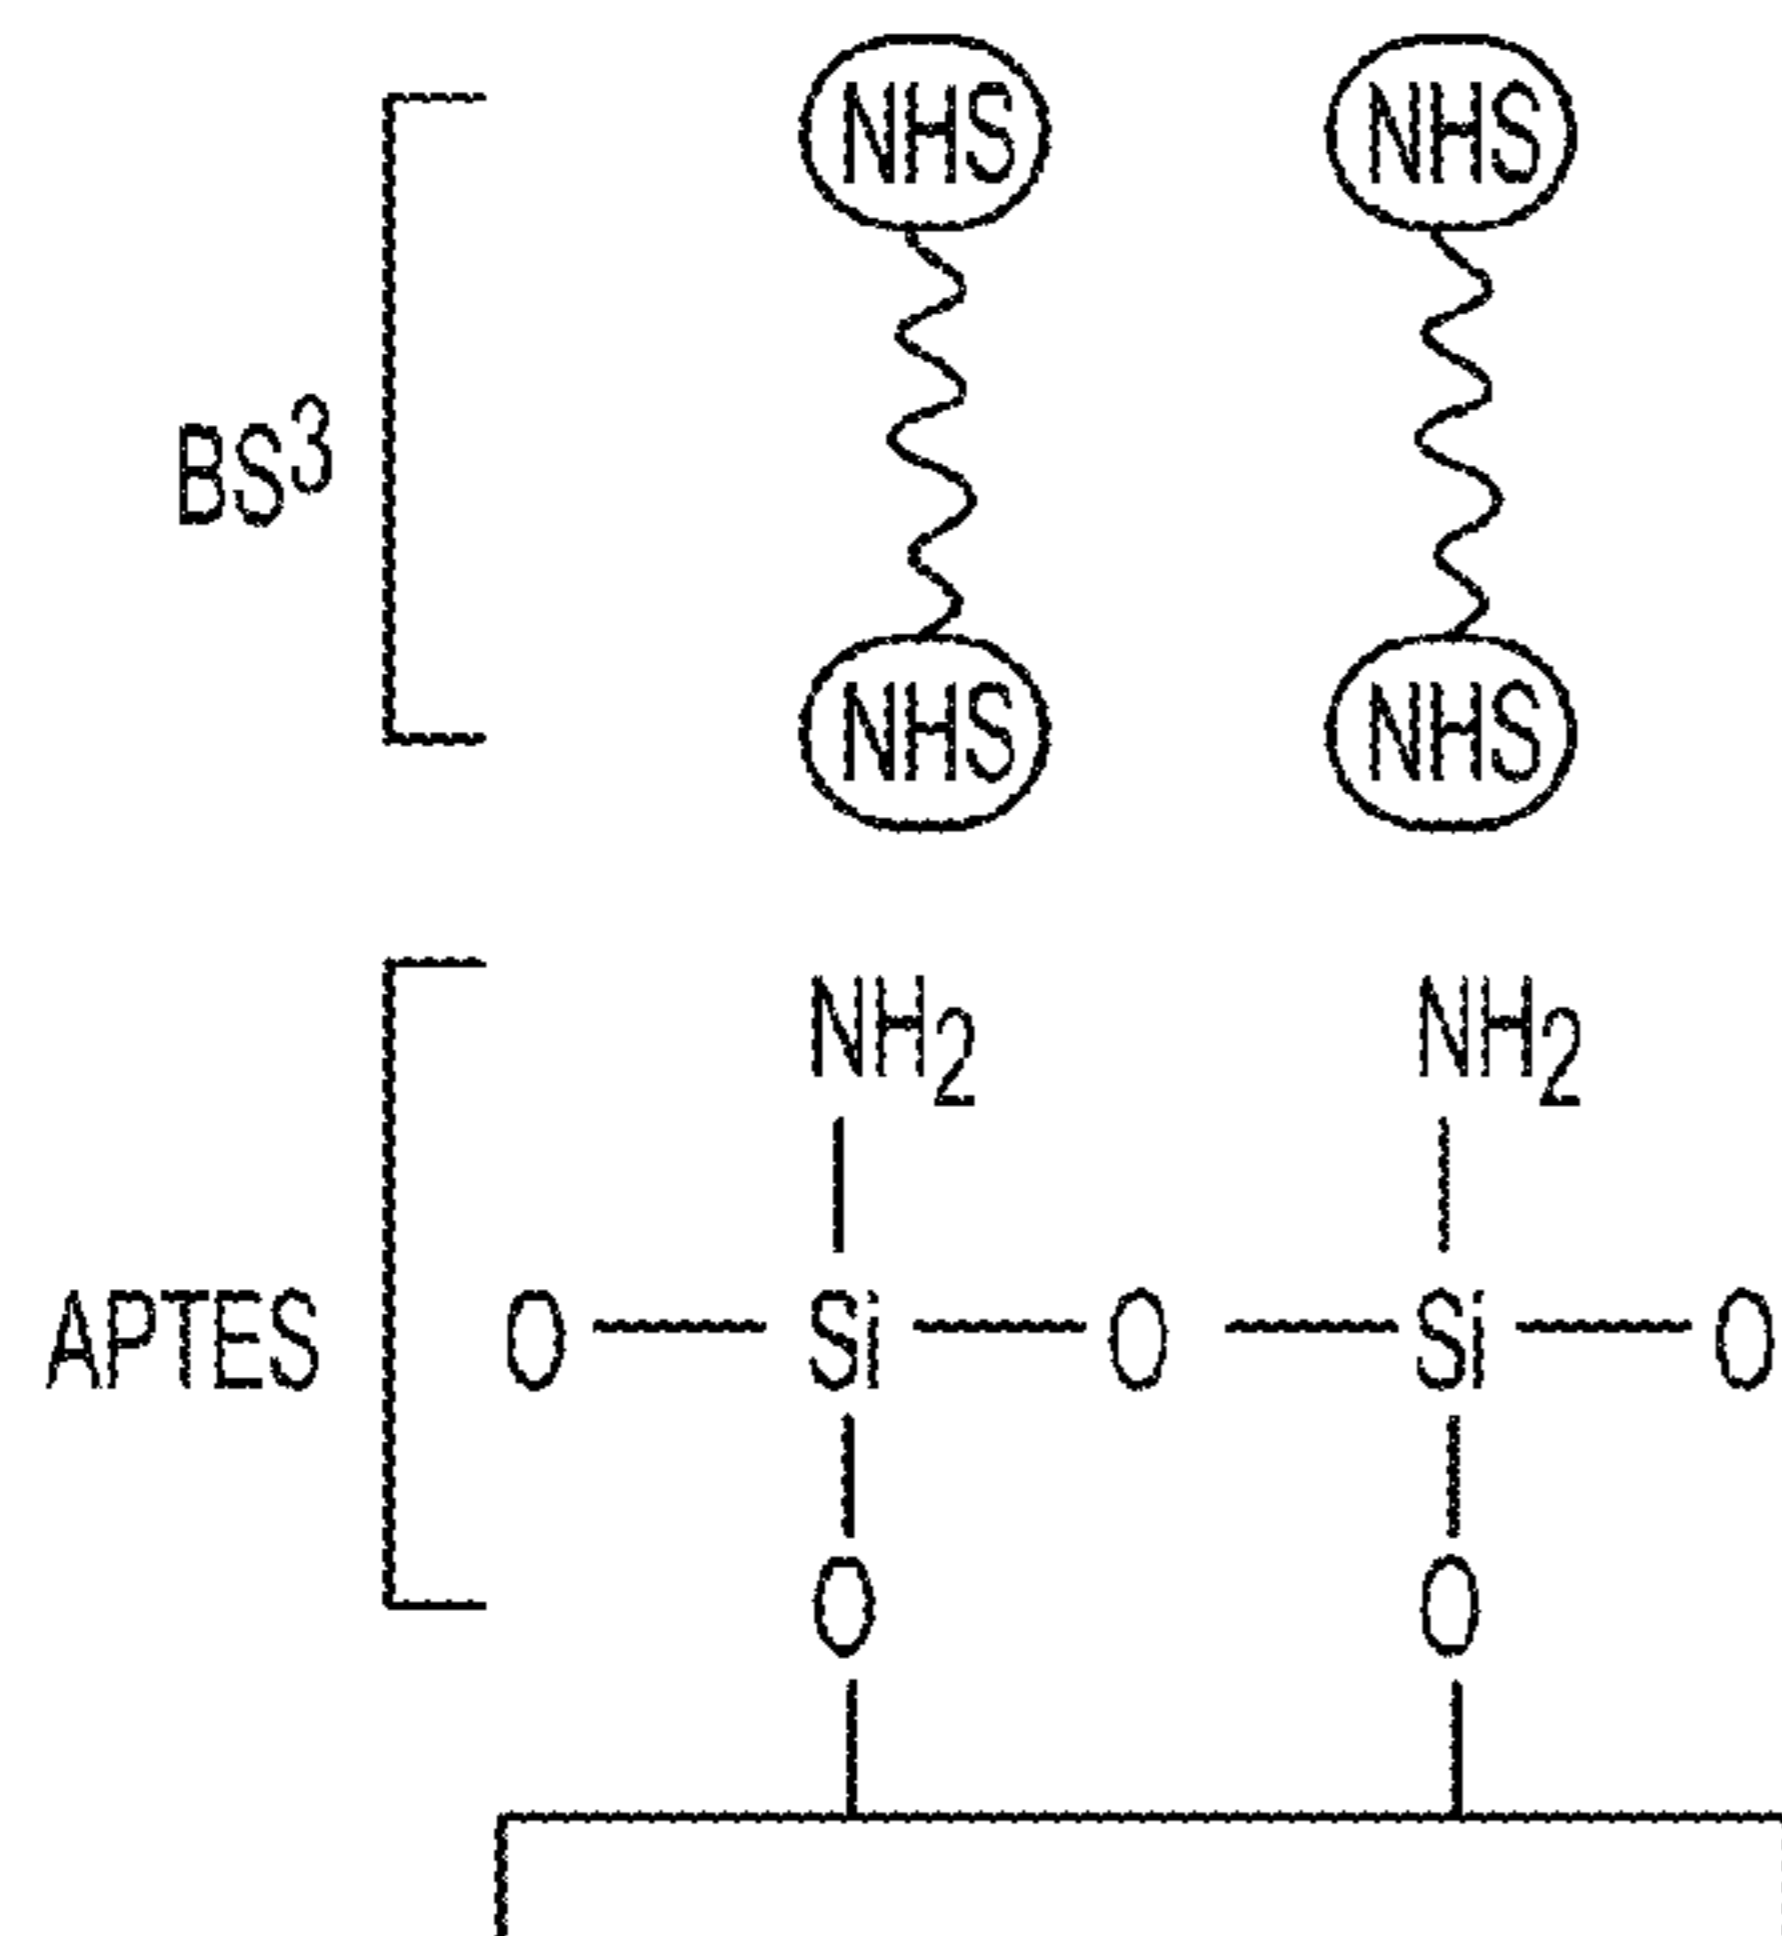 NHS NHS
BS³
NHS NHS
NH₂ NH₂
APTES O Si O Si O
O O